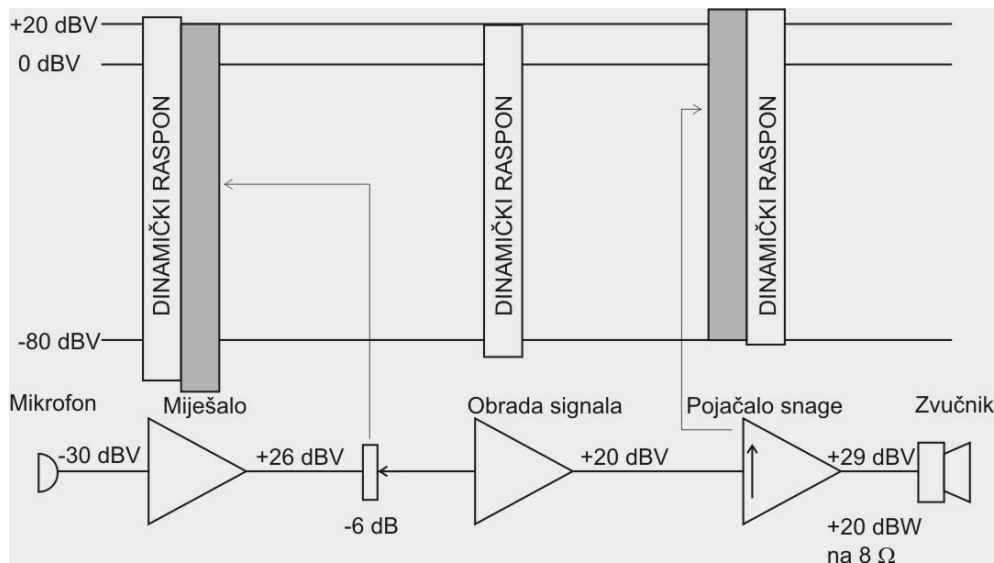 +20 dBV
0 dBV
DINAMIČKI RASPON
DINAMIČKI RASPON
DINAMIČKI RASPON
-80 dBV
Mikrofon
Miješalo
Obrada signala
Pojačalo snage
Zvučnik
-30 dBV
+26 dBV
+20 dBV
+29 dBV
-6 dB
+20 dBW
na 8 Ω